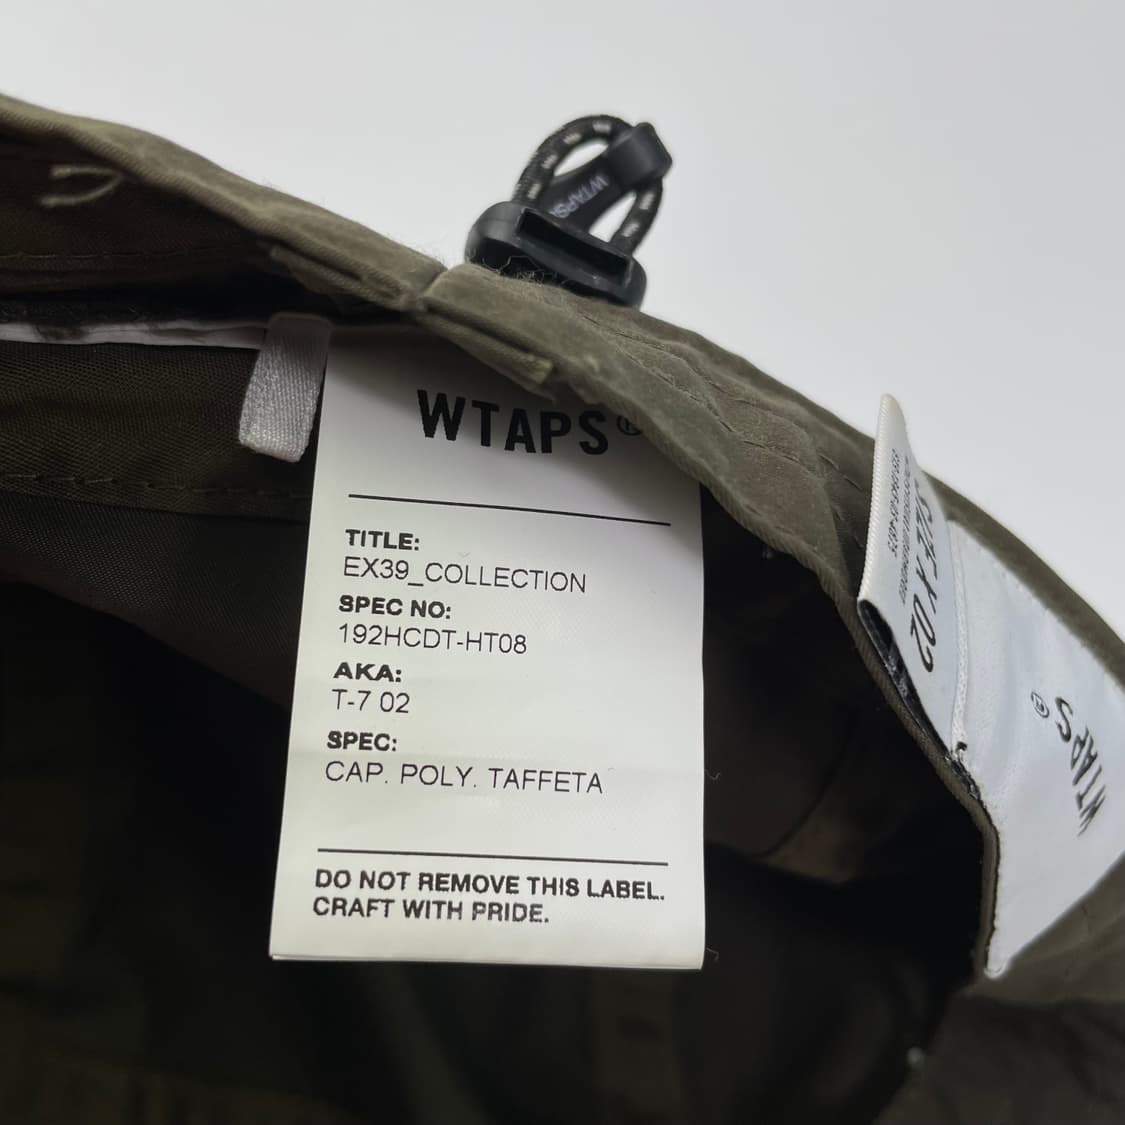 WTAPS
WTAPS®
TITLE:
EX39_COLLECTION
SPEC NO:
192HCDT-HT08
AKA:
T-7 02
SPEC:
CAP. POLY. TAFFETA
DO NOT REMOVE THIS LABEL.
CRAFT WITH PRIDE.
02
WTAPS®